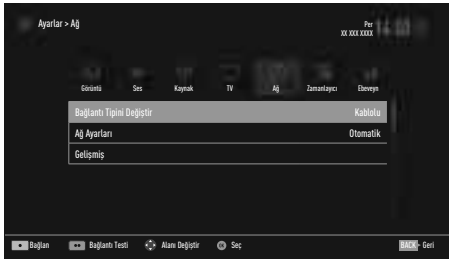 Ayarlar > Ağ
Per
XX XXX XXXX
Görüntü Ses Kaynak TV Ağ Zamanlayıcı Ebeveyn
Bağlantı Tipini Değiştir Kablolu
Ağ Ayarları Otomatik
Gelişmiş
Bağlan Bağlantı Testi Alanı Değiştir OK Seç BACK Geri